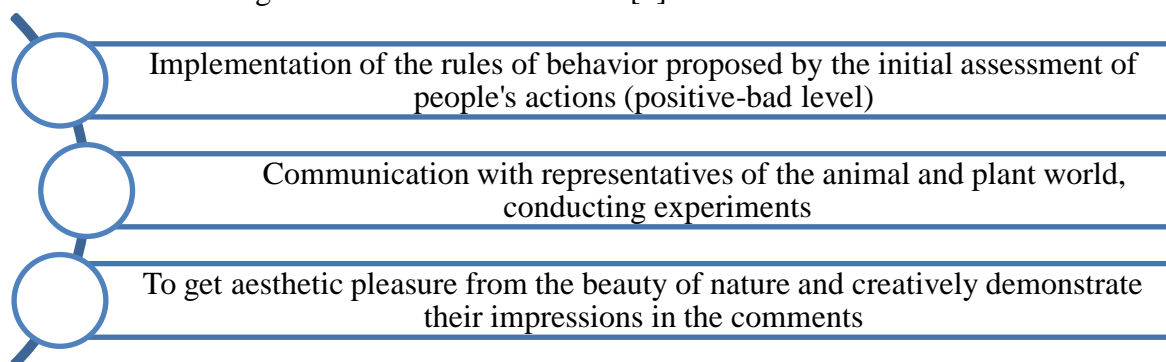 Implementation of the rules of behavior proposed by the initial assessment of
people's actions (positive-bad level)
Communication with representatives of the animal and plant world,
conducting experiments
To get aesthetic pleasure from the beauty of nature and creatively demonstrate
their impressions in the comments